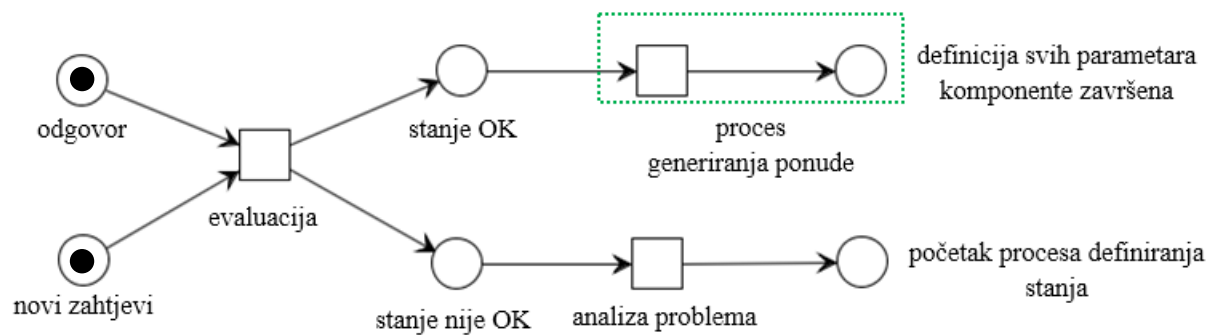 definicija svih parametara
komponente završena
odgovor
stanje OK
proces
generiranja ponude
evaluacija
početak procesa definiranja
stanja
novi zahtjevi
stanje nije OK
analiza problema